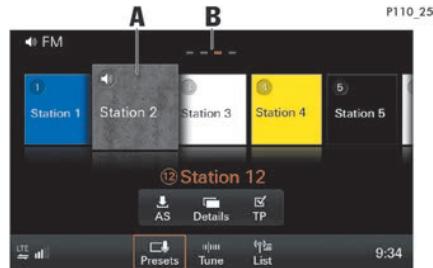 A B P110_25
FM
1 3 4 5
Station 1 Station 2 Station 3 Station 4 Station 5
12 Station 12
AS Details TP
LTE Presets Tune List 9:34